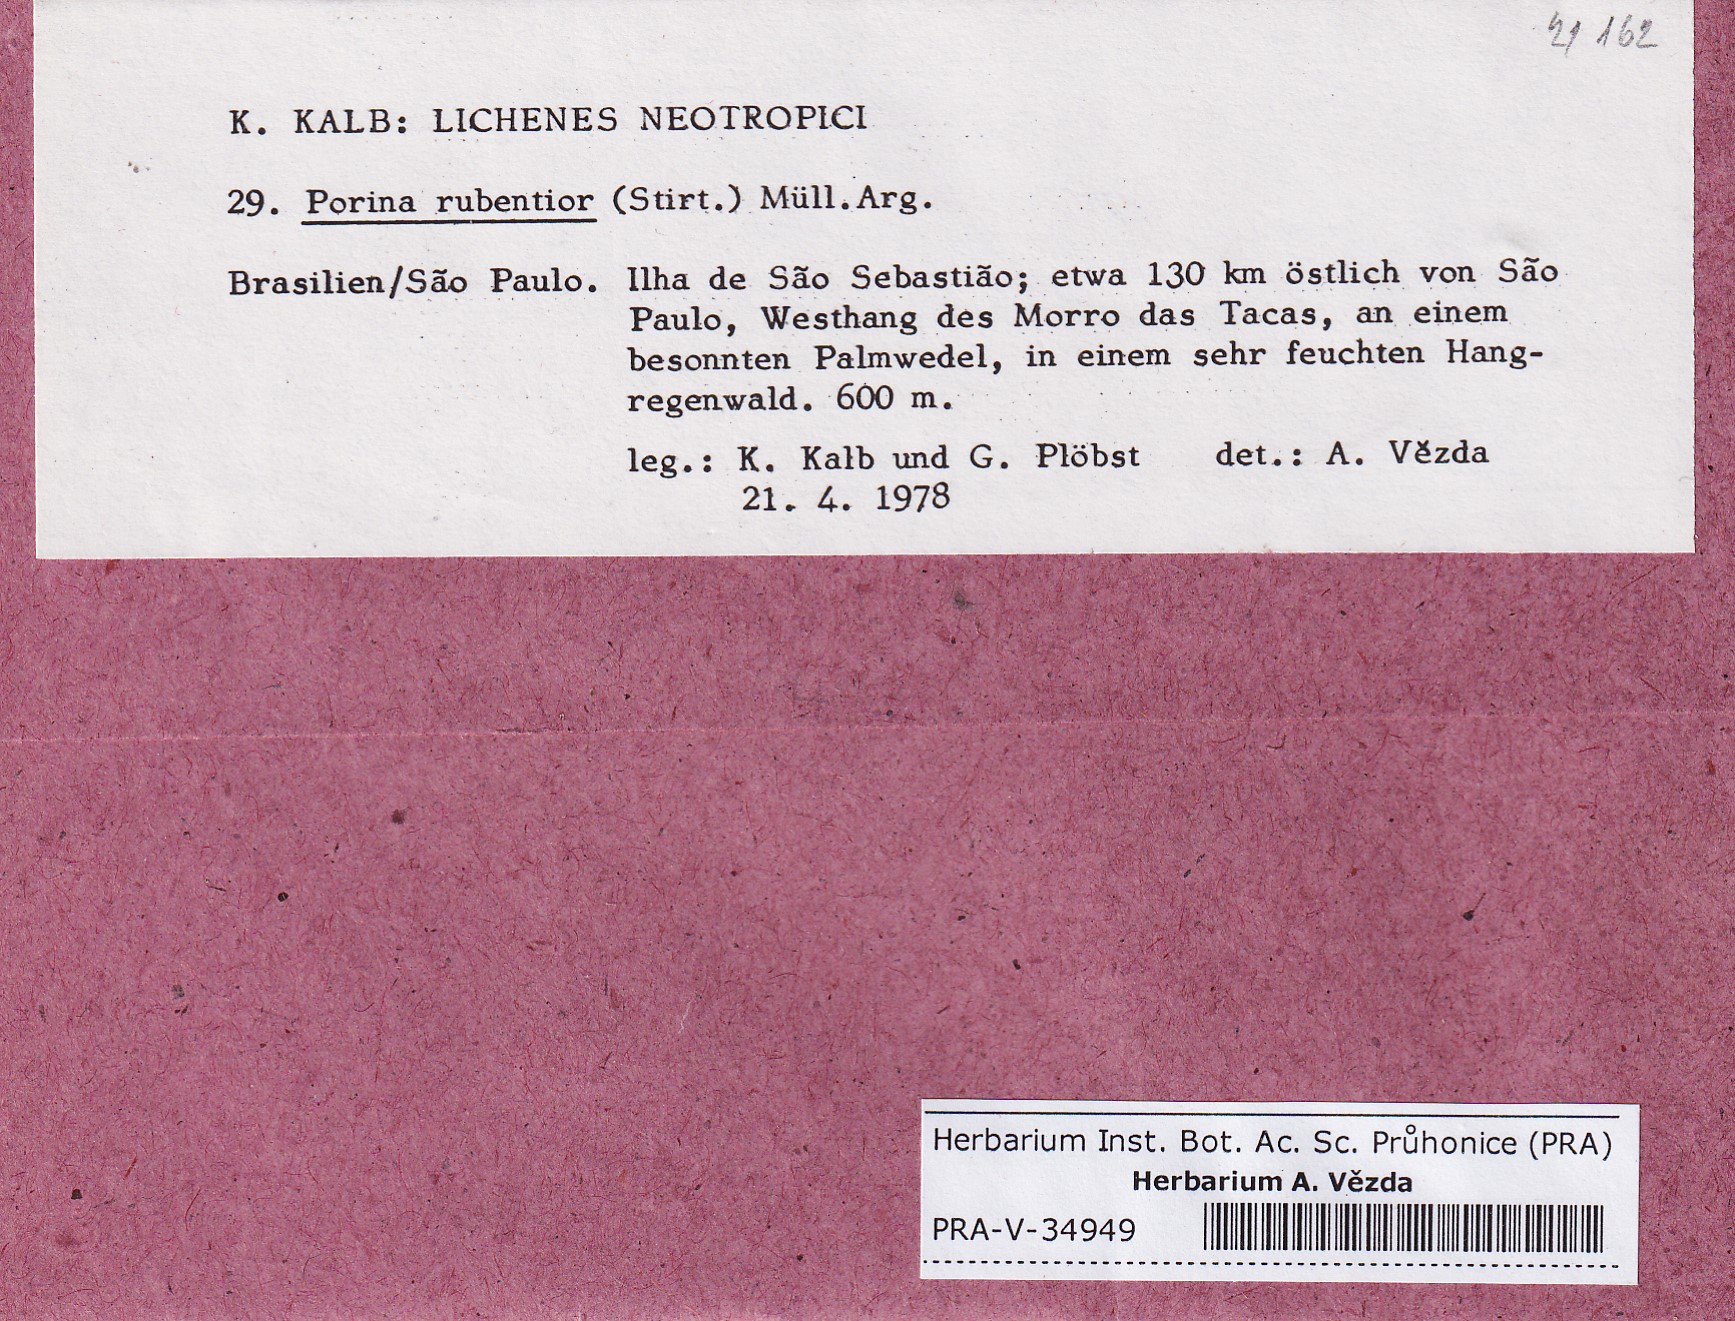 K. KALB: LICHENES NEOTROPICI
29. Porina rubentior (Stirt.) Müll.Arg.
Brasilien/São Paulo. Ilha de São Sebastião; etwa 130 km östlich von São
Paulo, Westhang des Morro das Tacas, an einem
besonnten Palmwedel, in einem sehr feuchten Hang-
regenwald. 600 m.
leg.: K. Kalb und G. Plöbst det.: A. Vězda
21. 4. 1978
Herbarium Inst. Bot. Ac. Sc. Průhonice (PRA)
Herbarium A. Vězda
PRA-V-34949